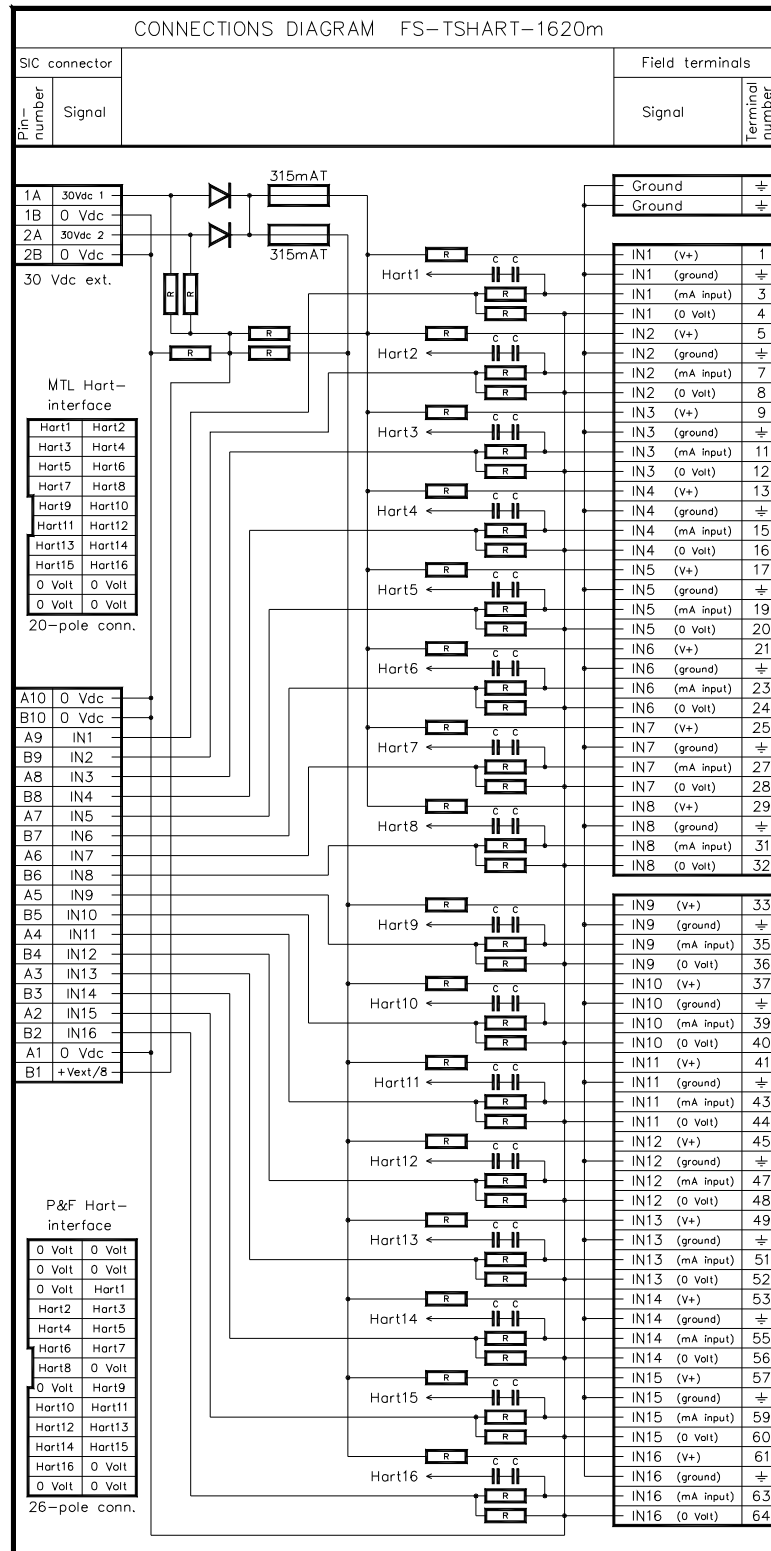 CONNECTIONS DIAGRAM FS-TSHART-1620m
SIC connector
Field terminals
Pin-number
Signal
Signal
Terminal number
315mAT
315mAT
1A 30Vdc 1
1B 0 Vdc
2A 30Vdc 2
2B 0 Vdc
30 Vdc ext.
R R
R
R R
MTL Hart-
interface
Hart1 Hart2
Hart3 Hart4
Hart5 Hart6
Hart7 Hart8
Hart9 Hart10
Hart11 Hart12
Hart13 Hart14
Hart15 Hart16
0 Volt 0 Volt
0 Volt 0 Volt
20-pole conn.
A10 0 Vdc
B10 0 Vdc
A9 IN1
B9 IN2
A8 IN3
B8 IN4
A7 IN5
B7 IN6
A6 IN7
B6 IN8
A5 IN9
B5 IN10
A4 IN11
B4 IN12
A3 IN13
B3 IN14
A2 IN15
B2 IN16
A1 0 Vdc
B1 +Vext/8
P&F Hart-
interface
0 Volt 0 Volt
0 Volt 0 Volt
0 Volt Hart1
Hart2 Hart3
Hart4 Hart5
Hart6 Hart7
Hart8 0 Volt
0 Volt Hart9
Hart10 Hart11
Hart12 Hart13
Hart14 Hart15
Hart16 0 Volt
0 Volt 0 Volt
26-pole conn.
Ground
Ground
R IN1 (V+) 1
Hart1 C C IN1 (ground)
R IN1 (mA input) 3
R IN1 (0 Volt) 4
R IN2 (V+) 5
Hart2 C C IN2 (ground)
R IN2 (mA input) 7
R IN2 (0 Volt) 8
R IN3 (V+) 9
Hart3 C C IN3 (ground)
R IN3 (mA input) 11
R IN3 (0 Volt) 12
R IN4 (V+) 13
Hart4 C C IN4 (ground)
R IN4 (mA input) 15
R IN4 (0 Volt) 16
R IN5 (V+) 17
Hart5 C C IN5 (ground)
R IN5 (mA input) 19
R IN5 (0 Volt) 20
R IN6 (V+) 21
Hart6 C C IN6 (ground)
R IN6 (mA input) 23
R IN6 (0 Volt) 24
R IN7 (V+) 25
Hart7 C C IN7 (ground)
R IN7 (mA input) 27
R IN7 (0 Volt) 28
R IN8 (V+) 29
Hart8 C C IN8 (ground)
R IN8 (mA input) 31
R IN8 (0 Volt) 32
R IN9 (V+) 33
Hart9 C C IN9 (ground)
R IN9 (mA input) 35
R IN9 (0 Volt) 36
R IN10 (V+) 37
Hart10 C C IN10 (ground)
R IN10 (mA input) 39
R IN10 (0 Volt) 40
R IN11 (V+) 41
Hart11 C C IN11 (ground)
R IN11 (mA input) 43
R IN11 (0 Volt) 44
R IN12 (V+) 45
Hart12 C C IN12 (ground)
R IN12 (mA input) 47
R IN12 (0 Volt) 48
R IN13 (V+) 49
Hart13 C C IN13 (ground)
R IN13 (mA input) 51
R IN13 (0 Volt) 52
R IN14 (V+) 53
Hart14 C C IN14 (ground)
R IN14 (mA input) 55
R IN14 (0 Volt) 56
R IN15 (V+) 57
Hart15 C C IN15 (ground)
R IN15 (mA input) 59
R IN15 (0 Volt) 60
R IN16 (V+) 61
Hart16 C C IN16 (ground)
R IN16 (mA input) 63
R IN16 (0 Volt) 64